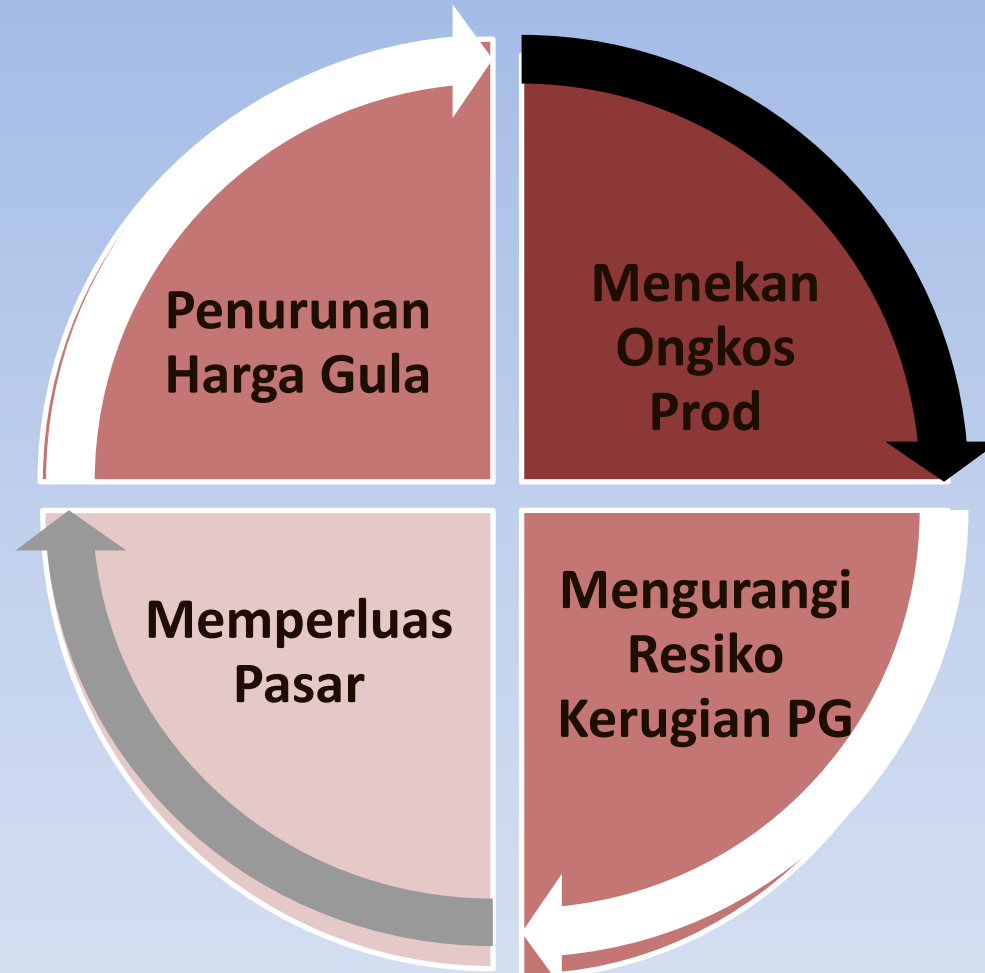 Penurunan
Harga Gula
Menekan
Ongkos
Prod
Mengurangi
Resiko
Kerugian PG
Memperluas
Pasar